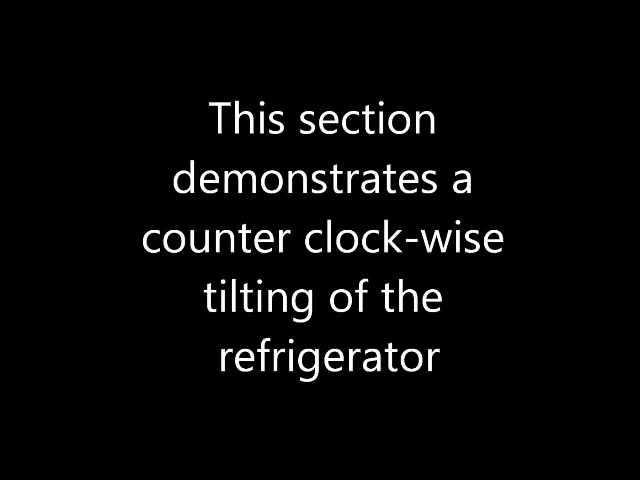 This section
demonstrates a
counter clock-wise
tilting of the
refrigerator